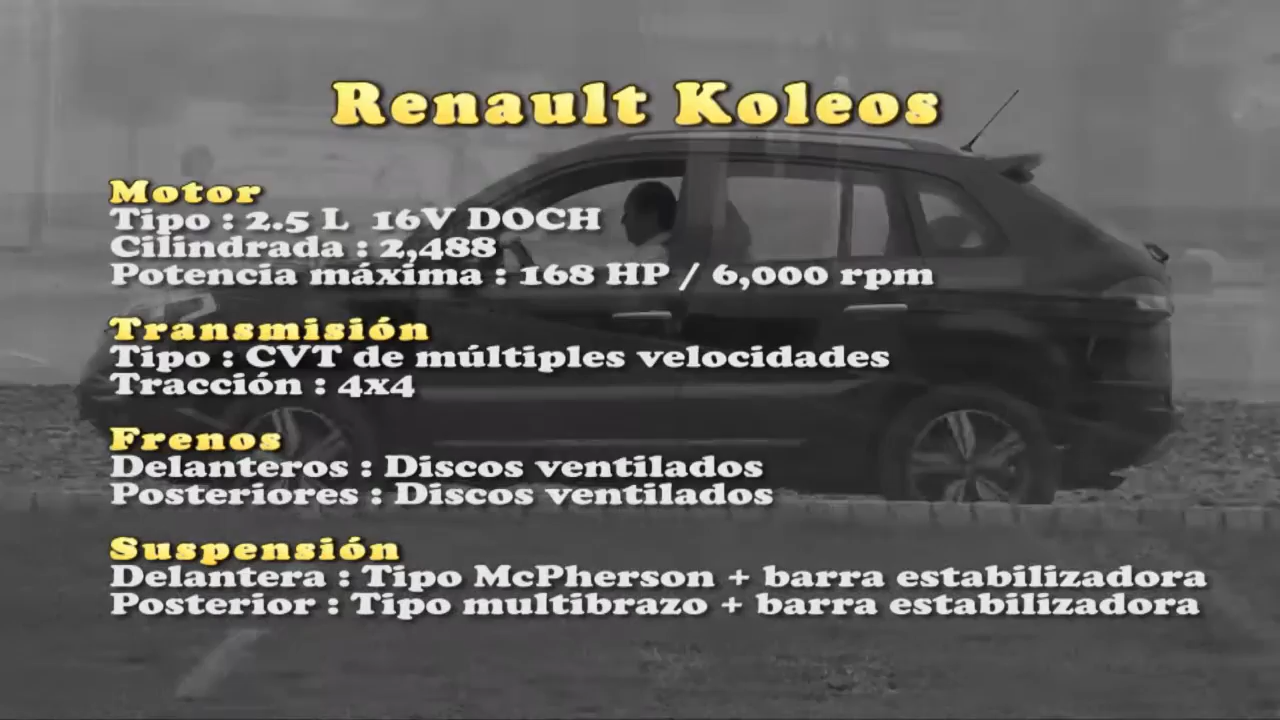 Renault Koleos
Motor
Tipo : 2.5 L 16V DOCH
Cilindrada : 2,488
Potencia máxima : 168 HP / 6,000 rpm
Transmisión
Tipo : CVT de múltiples velocidades
Tracción : 4x4
Frenos
Delanteros : Discos ventilados
Posteriores : Discos ventilados
Suspensión
Delantera : Tipo McPherson + barra estabilizadora
Posterior : Tipo multibrazo + barra estabilizadora